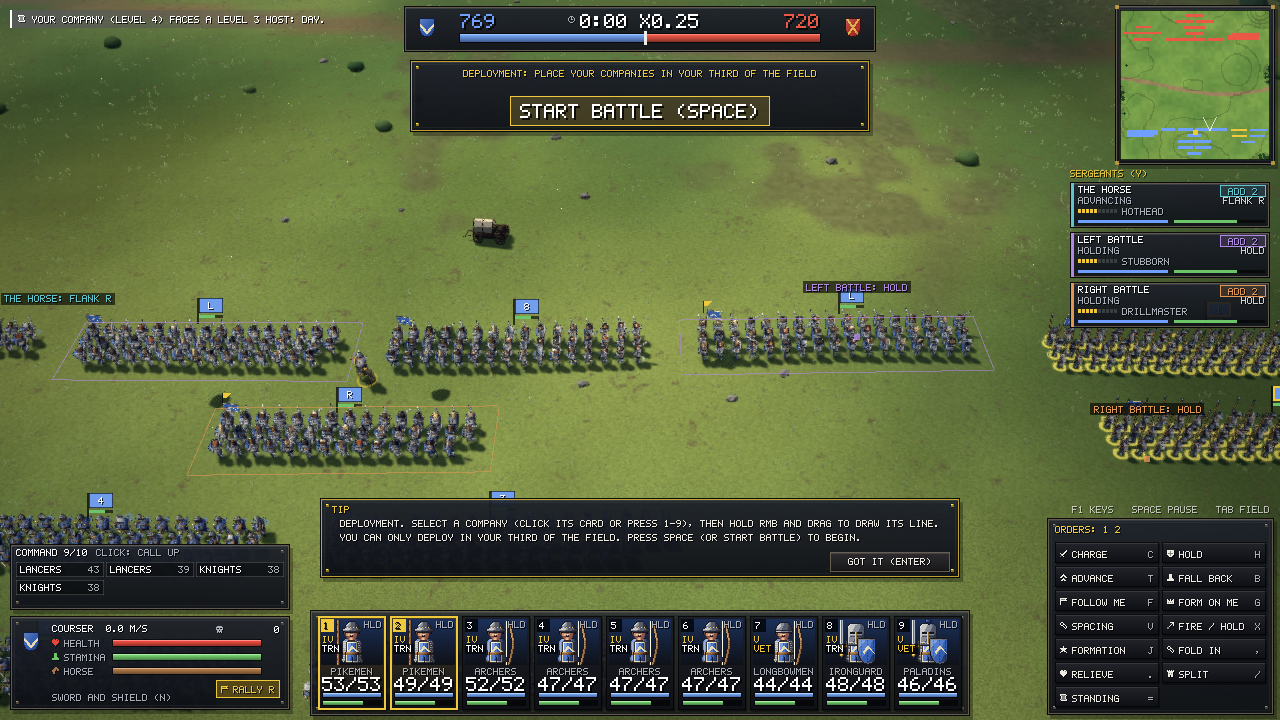 YOUR COMPANY (LEVEL 4) FACES A LEVEL 3 HOST: DAY.
769 0:00 X0.25 720
DEPLOYMENT: PLACE YOUR COMPANIES IN YOUR THIRD OF THE FIELD
START BATTLE (SPACE)
SERGEANTS (Y)
THE HORSE ADD 2
ADVANCING FLANK R
HOTHEAD
LEFT BATTLE ADD 2
HOLDING HOLD
STUBBORN
RIGHT BATTLE ADD 2
HOLDING HOLD
DRILLMASTER
THE HORSE: FLANK R
LEFT BATTLE: HOLD
L
8
L
R
RIGHT BATTLE: HOLD
4
TIP
DEPLOYMENT. SELECT A COMPANY (CLICK ITS CARD OR PRESS 1-9), THEN HOLD RMB AND DRAG TO DRAW ITS LINE.
YOU CAN ONLY DEPLOY IN YOUR THIRD OF THE FIELD. PRESS SPACE (OR START BATTLE) TO BEGIN.
GOT IT (ENTER)
F1 KEYS SPACE PAUSE TAB FIELD
ORDERS: 1 2
CHARGE C HOLD H
ADVANCE T FALL BACK B
FOLLOW ME F FORM ON ME G
SPACING V FIRE / HOLD X
FORMATION J FOLD IN ,
RELIEVE . SPLIT /
STANDING =
COMMAND 9/10 CLICK: CALL UP
LANCERS 43 LANCERS 39 KNIGHTS 38
KNIGHTS 38
COURSER 0.0 M/S 0
HEALTH
STAMINA
HORSE
SWORD AND SHIELD (N)
RALLY R
1 HLD IV TRN PIKEMEN 53/53
2 HLD IV TRN PIKEMEN 49/49
3 HLD IV TRN ARCHERS 52/52
4 HLD IV TRN ARCHERS 47/47
5 HLD IV TRN ARCHERS 47/47
6 HLD IV TRN ARCHERS 47/47
7 HLD V VET LONGBOWMEN 44/44
8 HLD IV TRN IRONGUARD 48/48
9 HLD V VET PALADINS 46/46